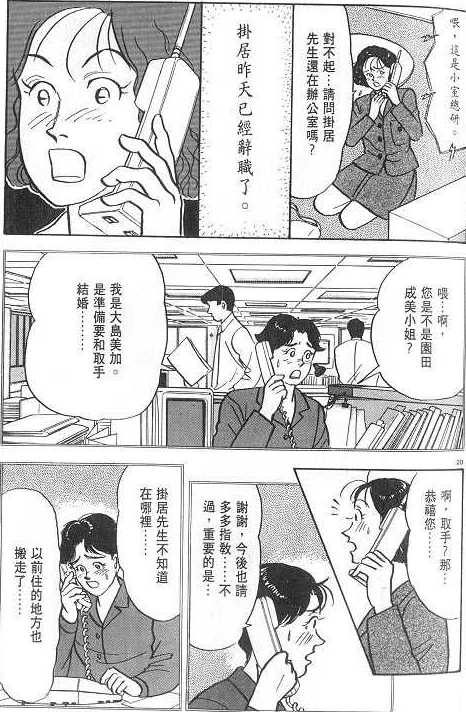 喂，這是小室總研。
對不起…請問掛居
先生還在辦公室嗎？
掛居昨天已經辭職了。
喂…啊，
您是不是園田
成美小姐？
我是大島美加。
是準備要和取手
結婚……
20
啊，取手？那…
恭禧您……
謝謝，今後也請
多多指教……不
過，重要的是…
掛居先生不知道
在哪裡……
以前住的地方也
搬走了……